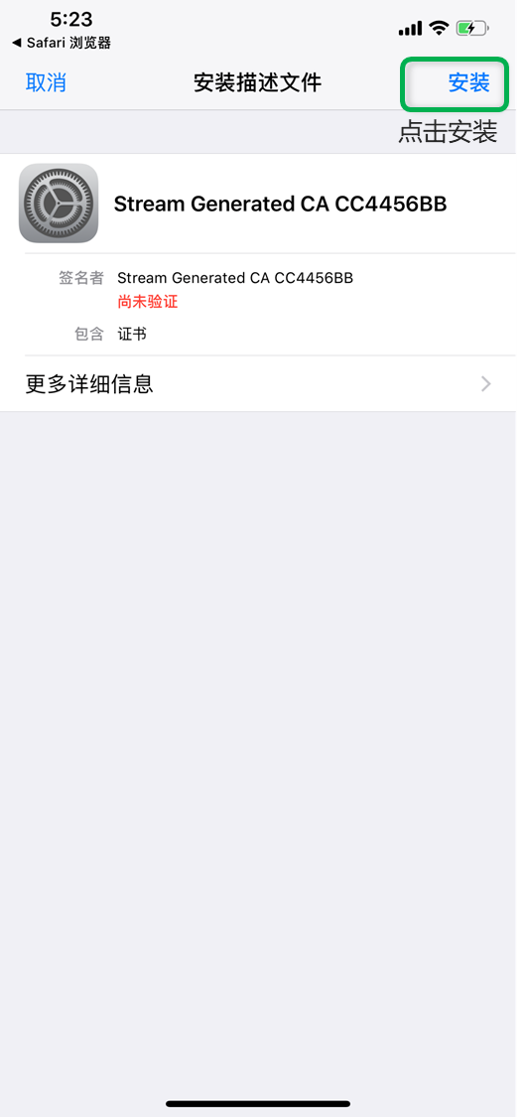 5:23
◀ Safari 浏览器
取消 安装描述文件 安装
点击安装
Stream Generated CA CC4456BB
签名者 Stream Generated CA CC4456BB
尚未验证
包含 证书
更多详细信息